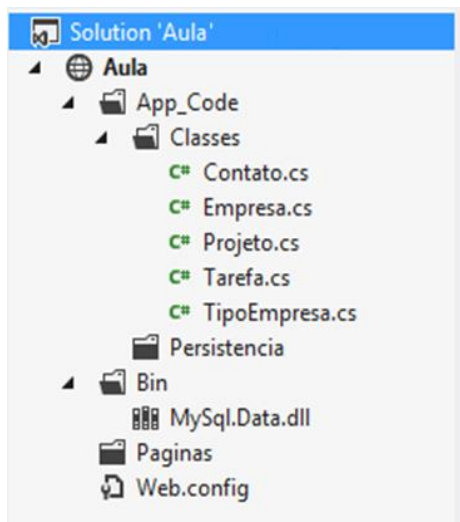 Solution 'Aula'
Aula
App_Code
Classes
C# Contato.cs
C# Empresa.cs
C# Projeto.cs
C# Tarefa.cs
C# TipoEmpresa.cs
Persistencia
Bin
MySql.Data.dll
Paginas
Web.config